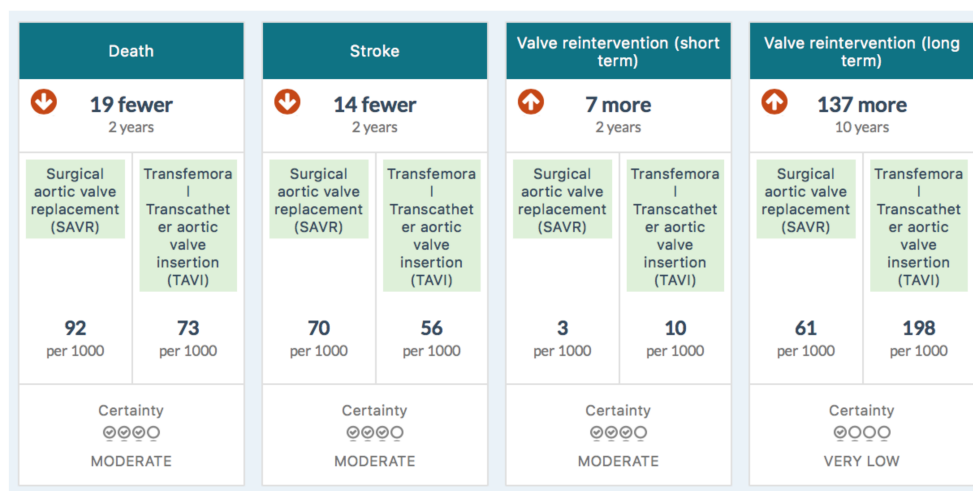 Death
19 fewer
2 years
Surgical
aortic valve
replacement
(SAVR)
Transfemora
l
Transcathet
er aortic
valve
insertion
(TAVI)
92
per 1000
73
per 1000
Certainty
MODERATE
Stroke
14 fewer
2 years
Surgical
aortic valve
replacement
(SAVR)
Transfemora
l
Transcathet
er aortic
valve
insertion
(TAVI)
70
per 1000
56
per 1000
Certainty
MODERATE
Valve reintervention (short
term)
7 more
2 years
Surgical
aortic valve
replacement
(SAVR)
Transfemora
l
Transcathet
er aortic
valve
insertion
(TAVI)
3
per 1000
10
per 1000
Certainty
MODERATE
Valve reintervention (long
term)
137 more
10 years
Surgical
aortic valve
replacement
(SAVR)
Transfemora
l
Transcathet
er aortic
valve
insertion
(TAVI)
61
per 1000
198
per 1000
Certainty
VERY LOW